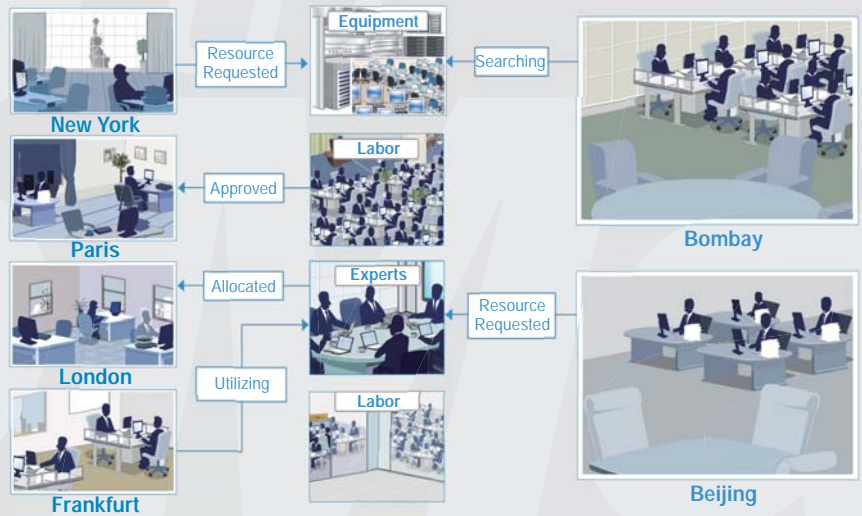 Equipment
Resource
Requested
Searching
New York
Labor
Approved
Paris
Bombay
Experts
Allocated
Resource
Requested
London
Utilizing
Labor
Frankfurt
Beijing